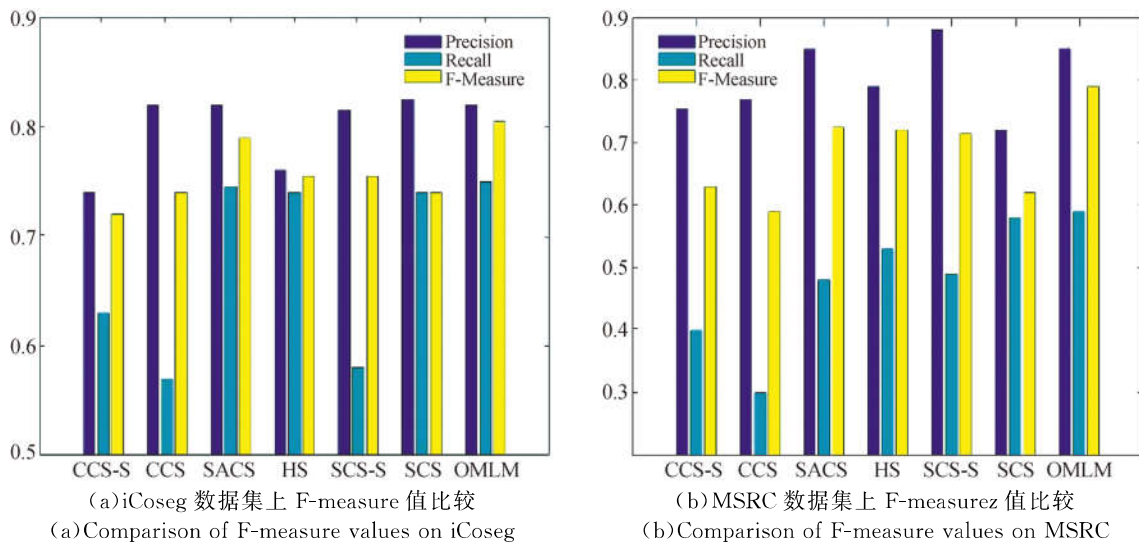 0.9
0.8
0.7
0.6
0.5
Precision
Recall
F-Measure
CCS-S CCS SACS HS SCS-S SCS OMLM
(a)iCoseg 数据集上 F-measure 值比较
(a)Comparison of F-measure values on iCoseg
0.9
0.8
0.7
0.6
0.5
0.4
0.3
Precision
Recall
F-Measure
CCS-S CCS SACS HS SCS-S SCS OMLM
(b)MSRC 数据集上 F-measurez 值比较
(b)Comparison of F-measure values on MSRC